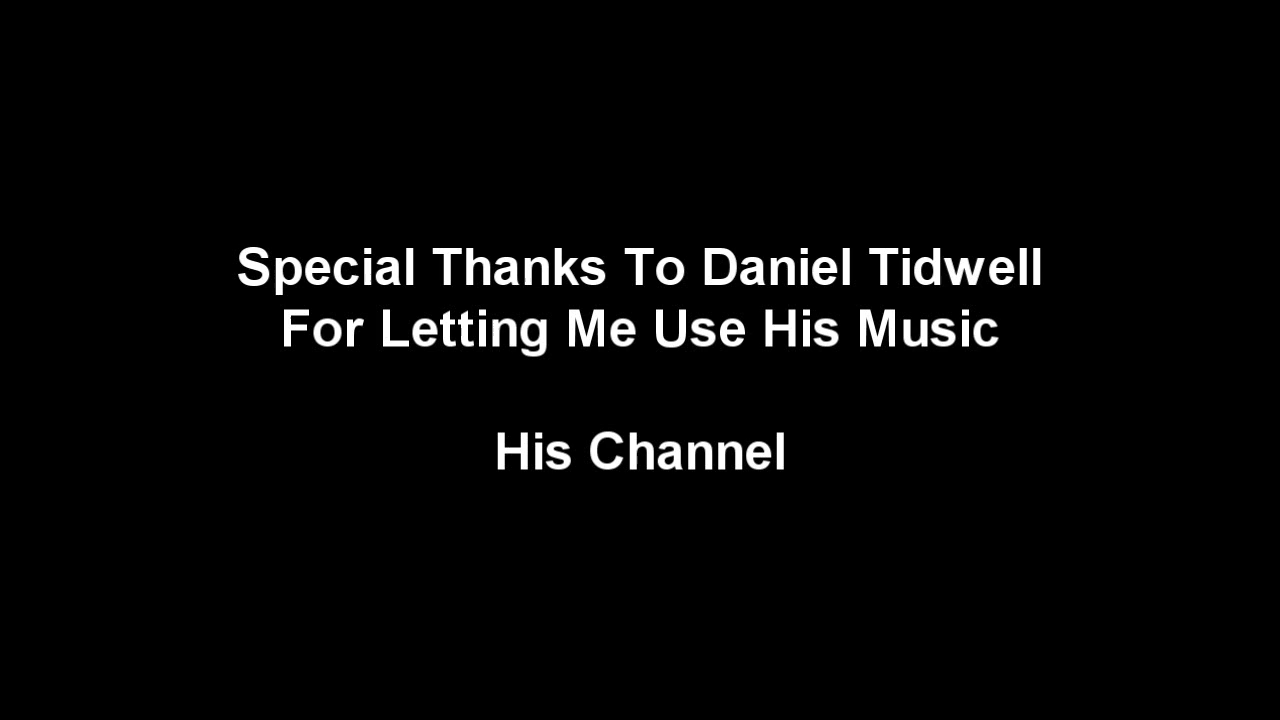 Special Thanks To Daniel Tidwell
For Letting Me Use His Music
His Channel